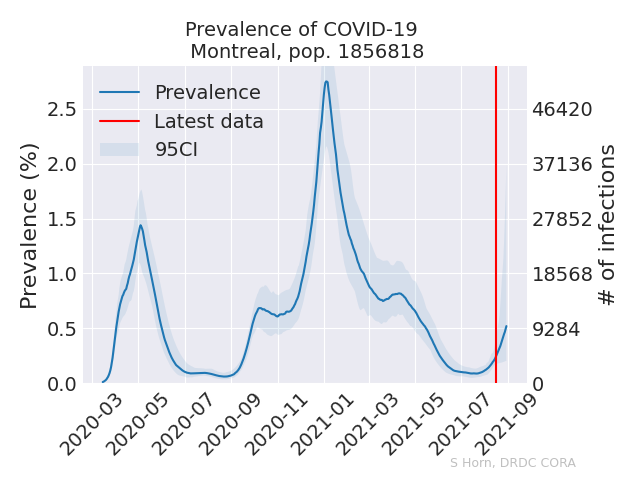 Prevalence of COVID-19
Montreal, pop. 1856818
Prevalence
Latest data
95CI
Prevalence (%)
2.5
2.0
1.5
1.0
0.5
0.0
46420
37136
27852
18568
9284
0
# of infections
2020-03
2020-05
2020-07
2020-09
2020-11
2021-01
2021-03
2021-05
2021-07
2021-09
S Horn, DRDC CORA